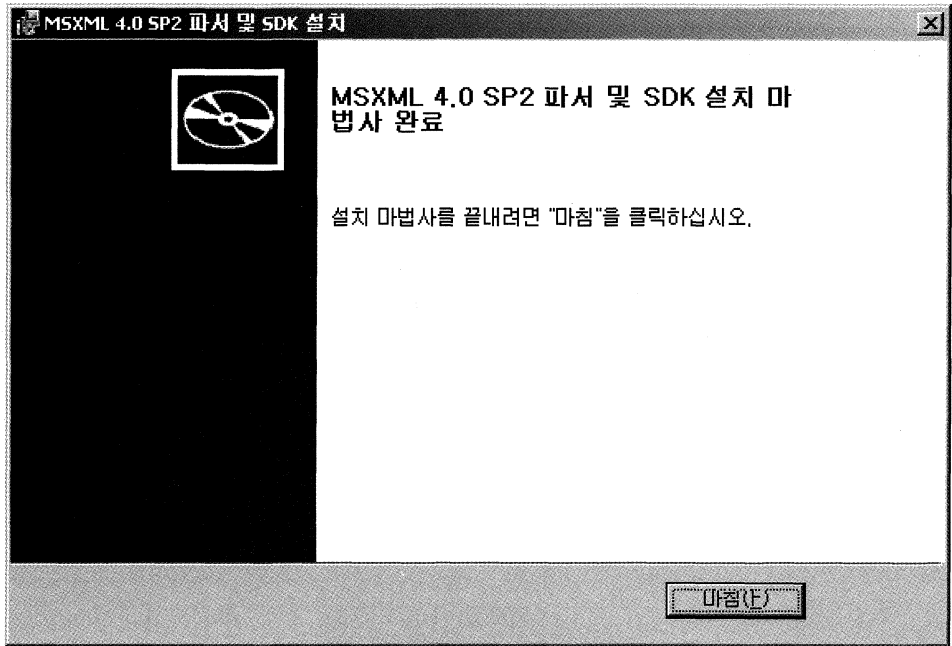 MSXML 4.0 SP2 파서 및 SDK 설치
MSXML 4.0 SP2 파서 및 SDK 설치 마
법사 완료
설치 마법사를 끝내려면 "마침"을 클릭하십시오.
마침(F)